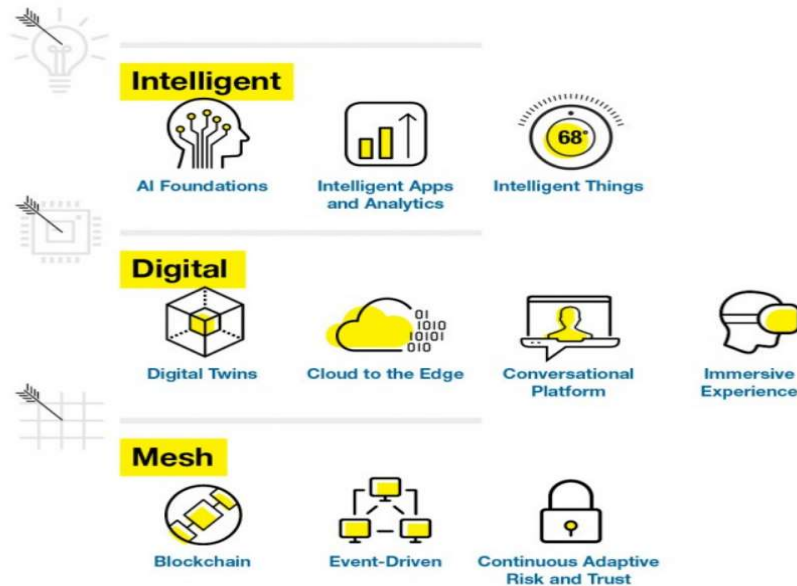 Intelligent
68°
AI Foundations
Intelligent Apps
and Analytics
Intelligent Things
Digital
01
1010
10101
010
Digital Twins
Cloud to the Edge
Conversational
Platform
Immersive
Experience
Mesh
Blockchain
Event-Driven
Continuous Adaptive
Risk and Trust